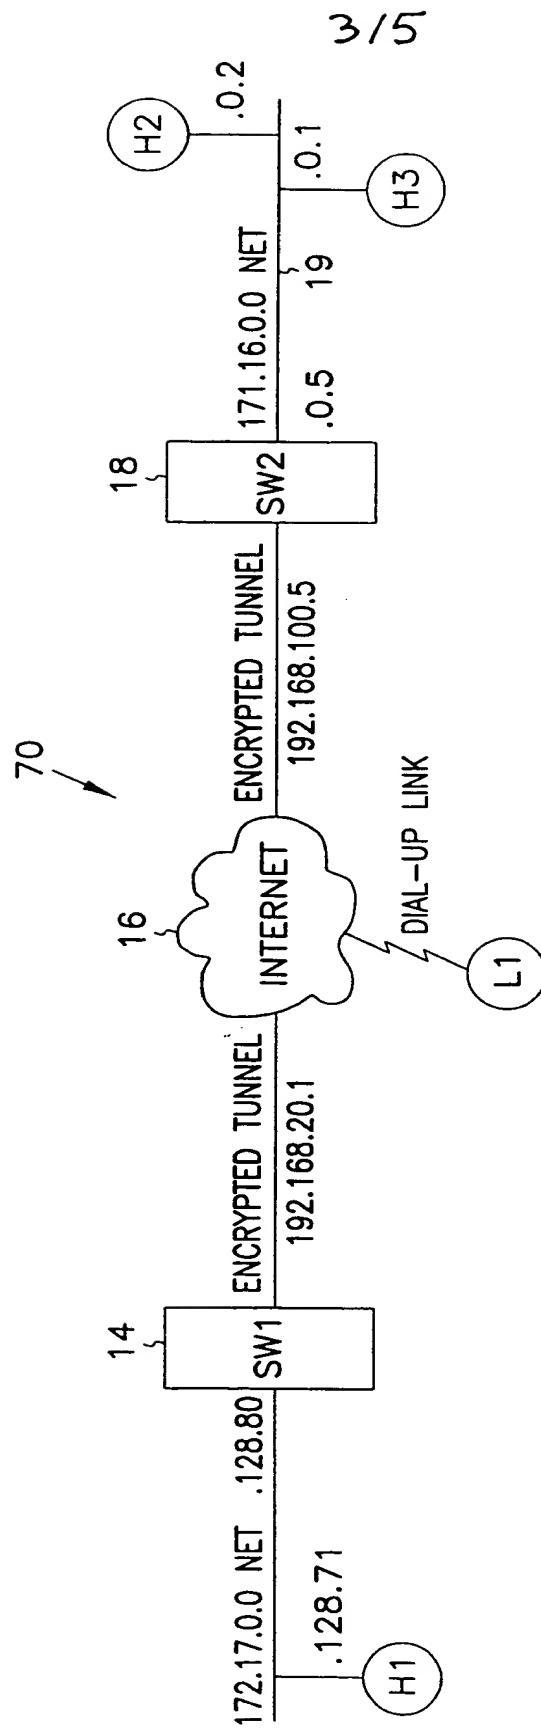 3/5
70
172.17.0.0 NET
.128.80
.128.71
H1
14
SW1
ENCRYPTED TUNNEL
192.168.20.1
16
INTERNET
DIAL-UP LINK
L1
ENCRYPTED TUNNEL
192.168.100.5
18
SW2
171.16.0.0 NET
.0.5
19
H2
.0.2
.0.1
H3